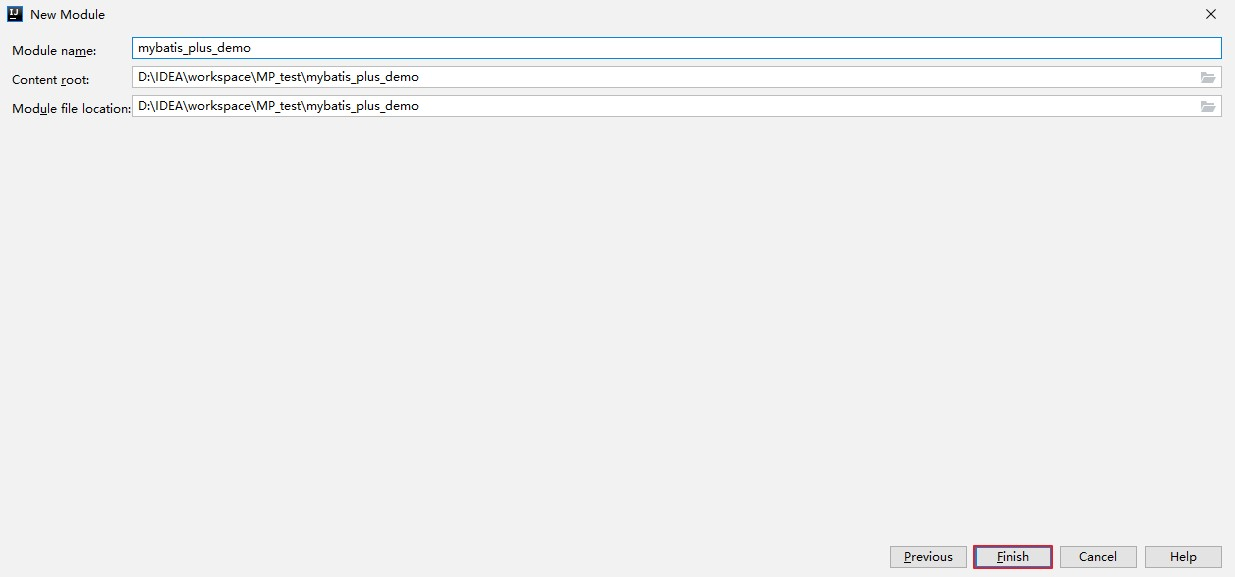 New Module
Module name: mybatis_plus_demo
Content root: D:\IDEA\workspace\MP_test\mybatis_plus_demo
Module file location: D:\IDEA\workspace\MP_test\mybatis_plus_demo
Previous Finish Cancel Help